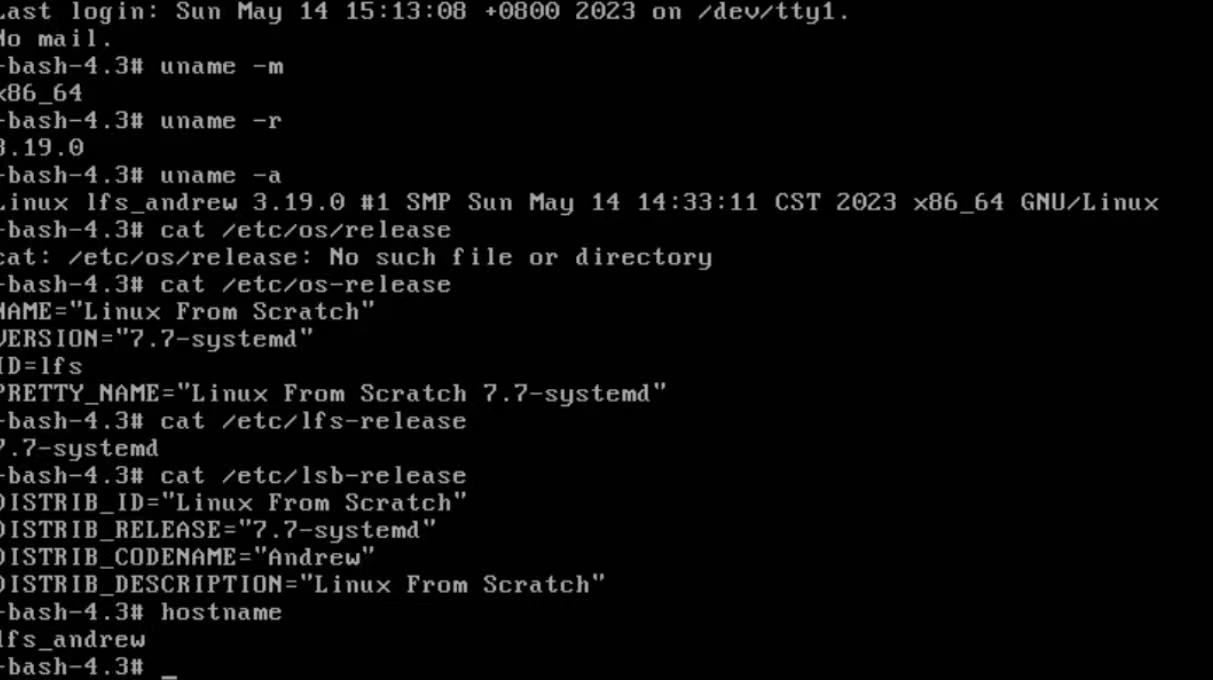 Last login: Sun May 14 15:13:08 +0800 2023 on /dev/tty1.
No mail.
-bash-4.3# uname -m
x86_64
-bash-4.3# uname -r
3.19.0
-bash-4.3# uname -a
Linux lfs_andrew 3.19.0 #1 SMP Sun May 14 14:33:11 CST 2023 x86_64 GNU/Linux
-bash-4.3# cat /etc/os/release
cat: /etc/os/release: No such file or directory
-bash-4.3# cat /etc/os-release
NAME="Linux From Scratch"
VERSION="7.7-systemd"
ID=lfs
PRETTY_NAME="Linux From Scratch 7.7-systemd"
-bash-4.3# cat /etc/lfs-release
7.7-systemd
-bash-4.3# cat /etc/lsb-release
DISTRIB_ID="Linux From Scratch"
DISTRIB_RELEASE="7.7-systemd"
DISTRIB_CODENAME="Andrew"
DISTRIB_DESCRIPTION="Linux From Scratch"
-bash-4.3# hostname
lfs_andrew
-bash-4.3# _